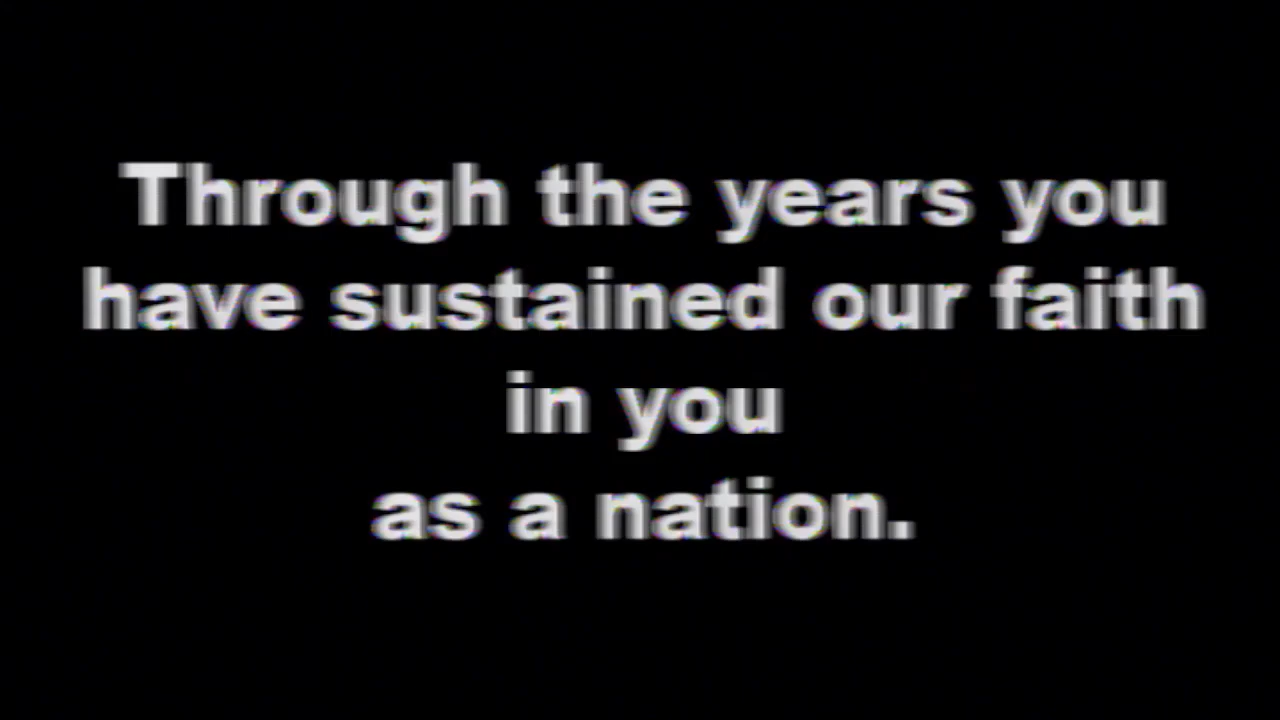 Through the years you
have sustained our faith
in you
as a nation.